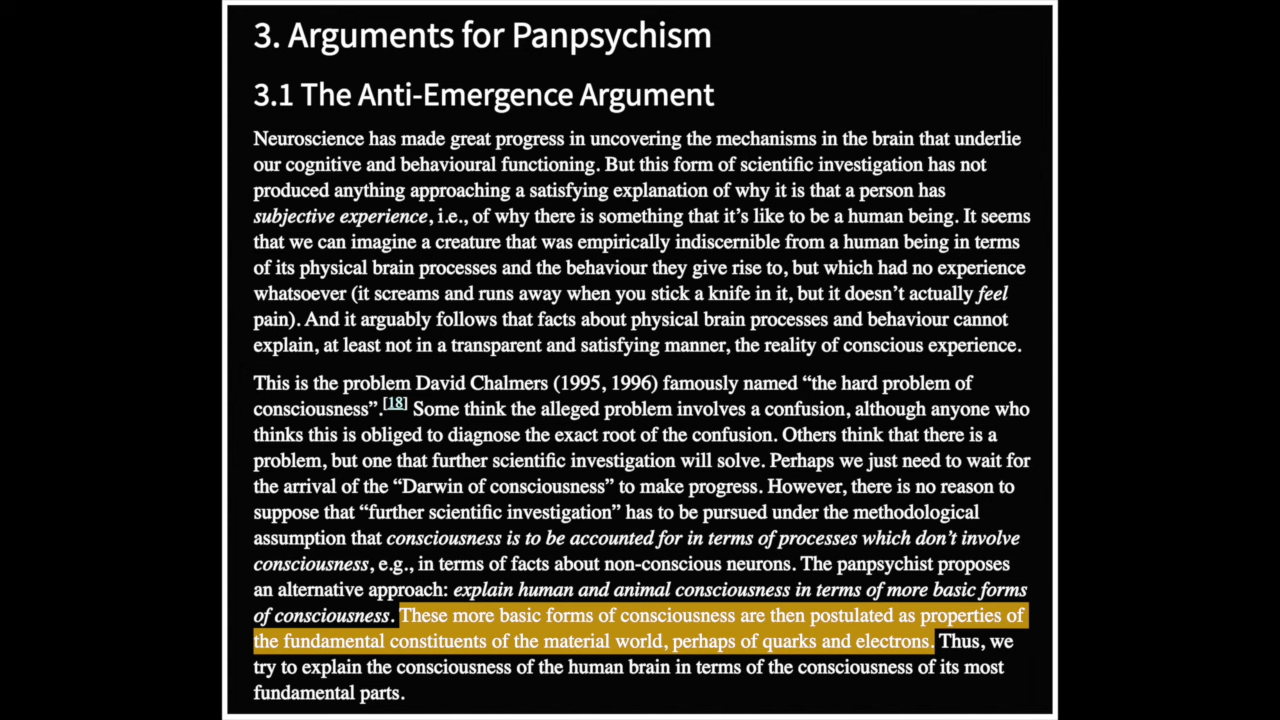 3. Arguments for Panpsychism
3.1 The Anti-Emergence Argument
Neuroscience has made great progress in uncovering the mechanisms in the brain that underlie
our cognitive and behavioural functioning. But this form of scientific investigation has not
produced anything approaching a satisfying explanation of why it is that a person has
subjective experience, i.e., of why there is something that it’s like to be a human being. It seems
that we can imagine a creature that was empirically indiscernible from a human being in terms
of its physical brain processes and the behaviour they give rise to, but which had no experience
whatsoever (it screams and runs away when you stick a knife in it, but it doesn’t actually feel
pain). And it arguably follows that facts about physical brain processes and behaviour cannot
explain, at least not in a transparent and satisfying manner, the reality of conscious experience.
This is the problem David Chalmers (1995, 1996) famously named “the hard problem of
consciousness”.[18] Some think the alleged problem involves a confusion, although anyone who
thinks this is obliged to diagnose the exact root of the confusion. Others think that there is a
problem, but one that further scientific investigation will solve. Perhaps we just need to wait for
the arrival of the “Darwin of consciousness” to make progress. However, there is no reason to
suppose that “further scientific investigation” has to be pursued under the methodological
assumption that consciousness is to be accounted for in terms of processes which don’t involve
consciousness, e.g., in terms of facts about non-conscious neurons. The panpsychist proposes
an alternative approach: explain human and animal consciousness in terms of more basic forms
of consciousness. These more basic forms of consciousness are then postulated as properties of
the fundamental constituents of the material world, perhaps of quarks and electrons. Thus, we
try to explain the consciousness of the human brain in terms of the consciousness of its most
fundamental parts.